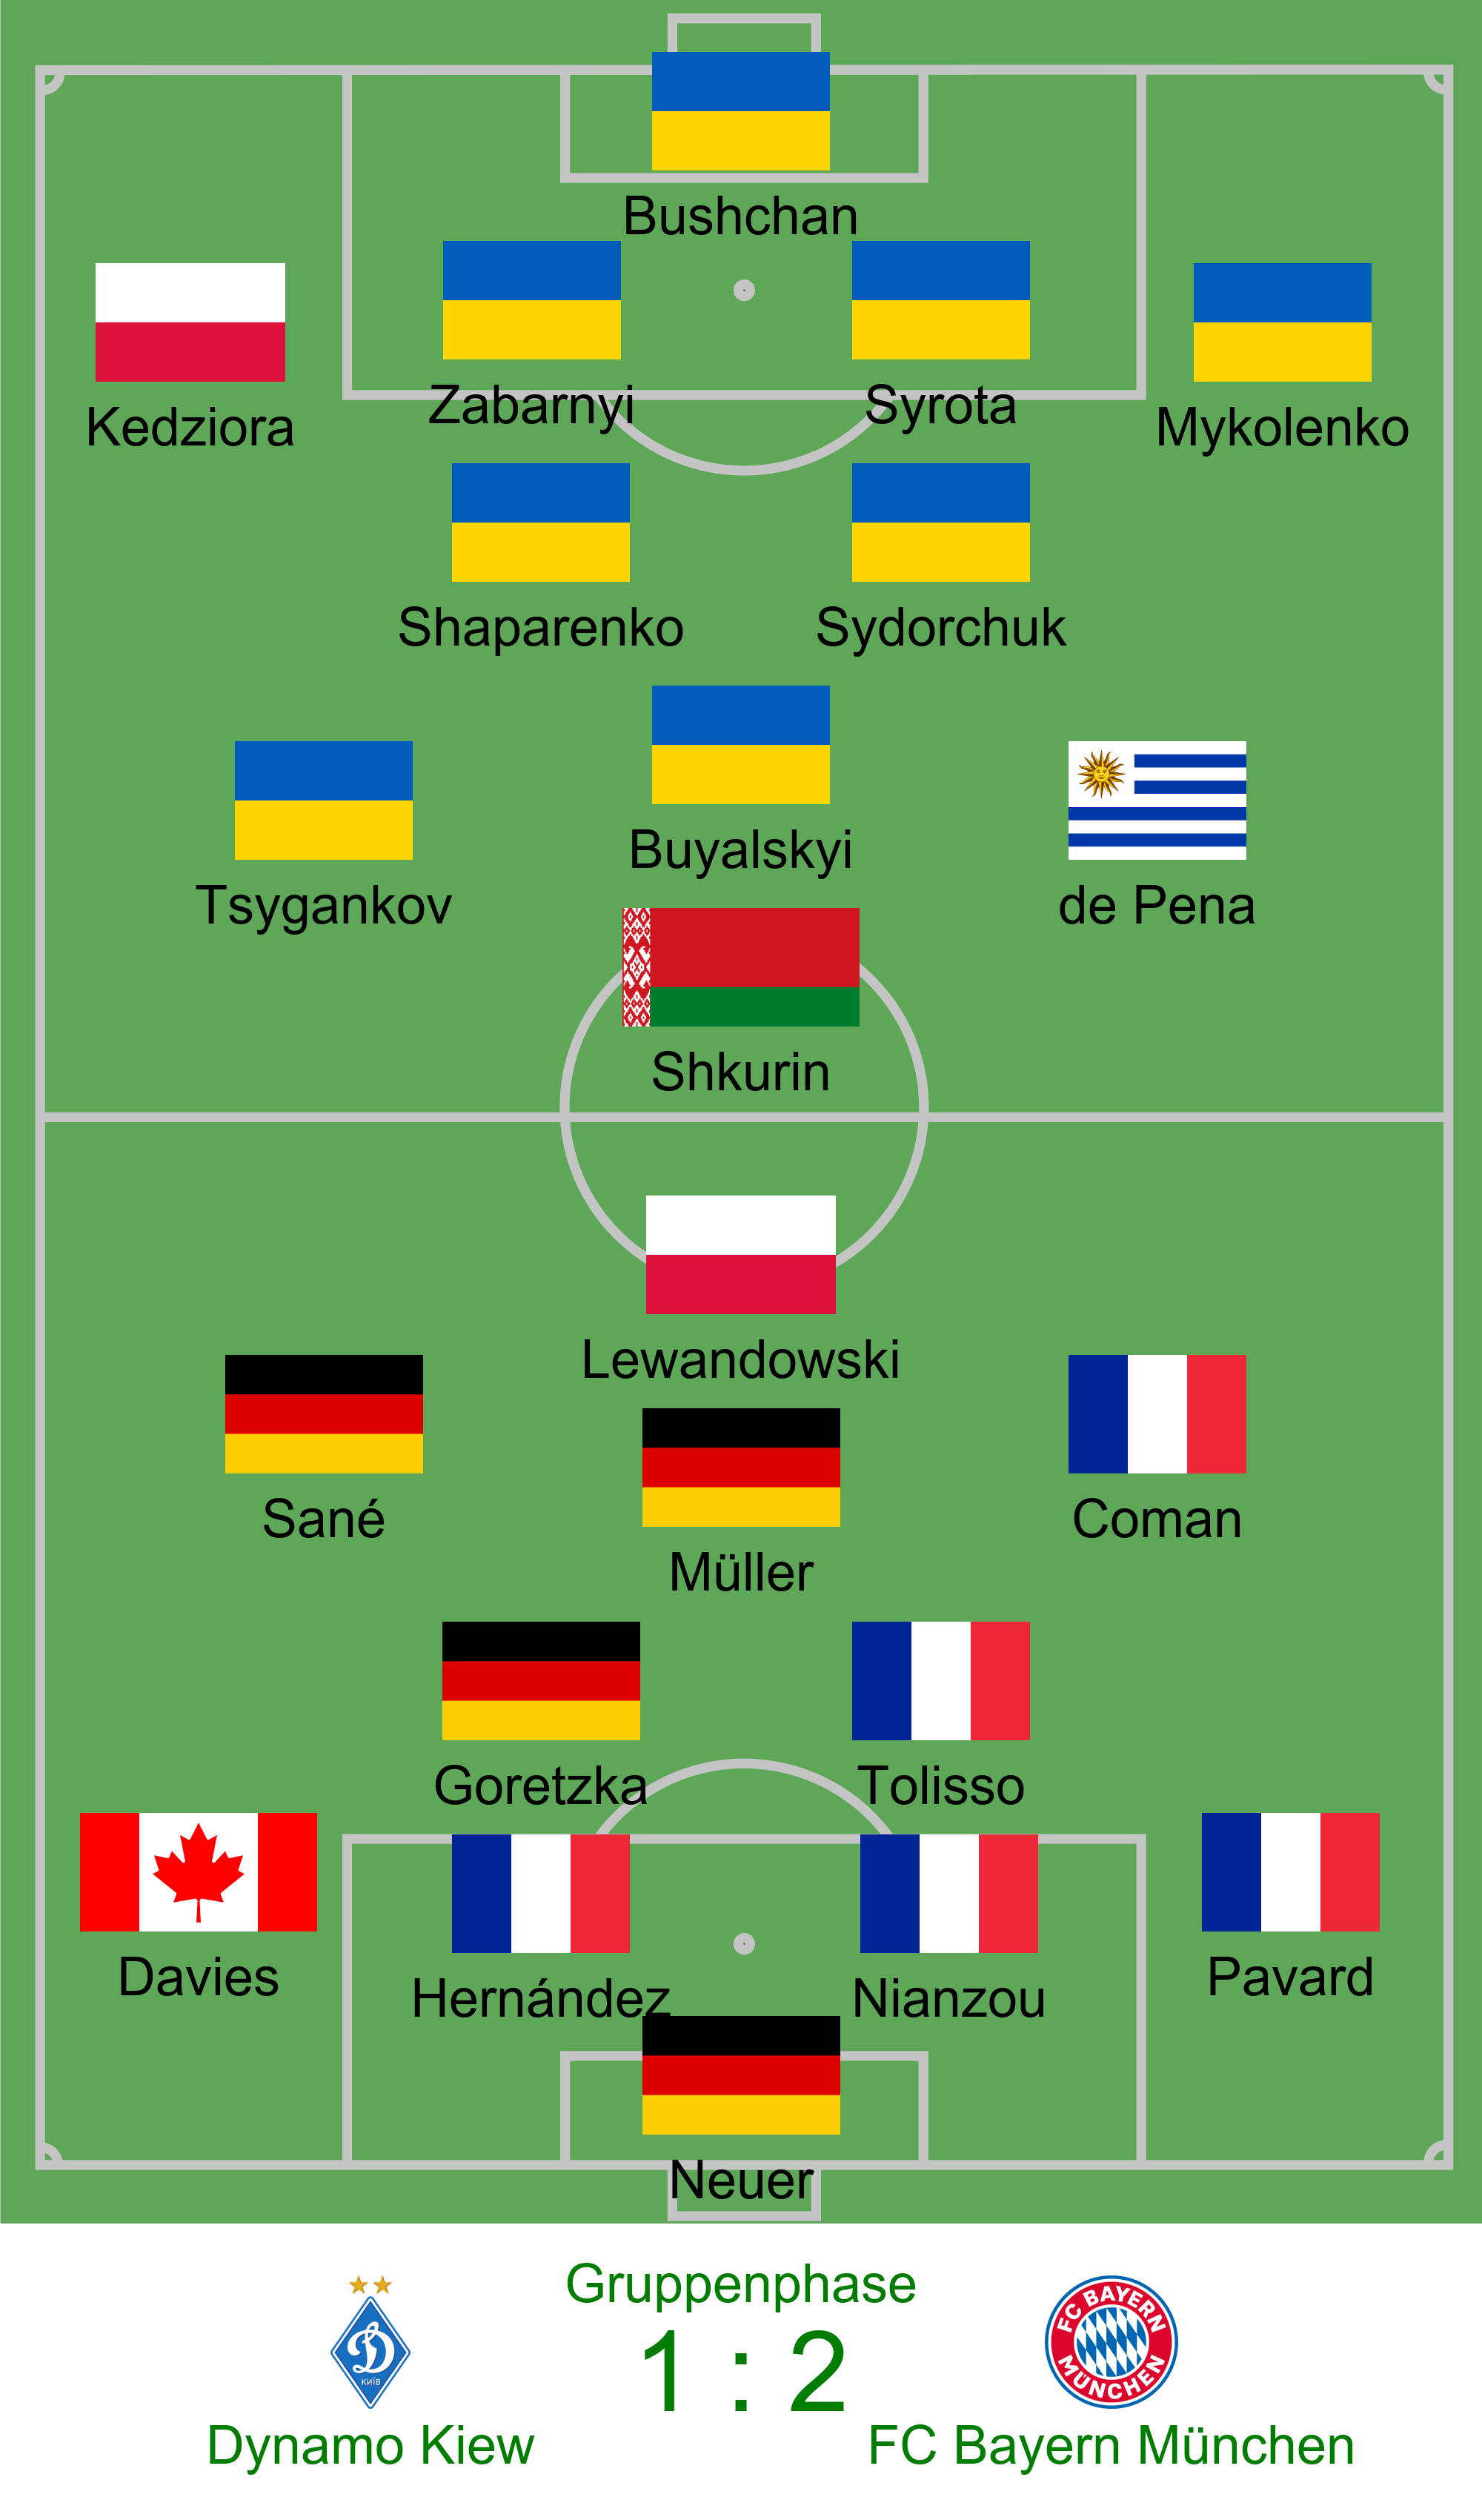 Bushchan
Kedziora
Zabarnyi
Syrota
Mykolenko
Shaparenko
Sydorchuk
Tsygankov
Buyalskyi
de Pena
Shkurin
Lewandowski
Sané
Müller
Coman
Goretzka
Tolisso
Davies
Hernández
Nianzou
Pavard
Neuer
Gruppenphase
1 : 2
КИЇВ
FC BAYERN
MÜNCHEN
Dynamo Kiew
FC Bayern München